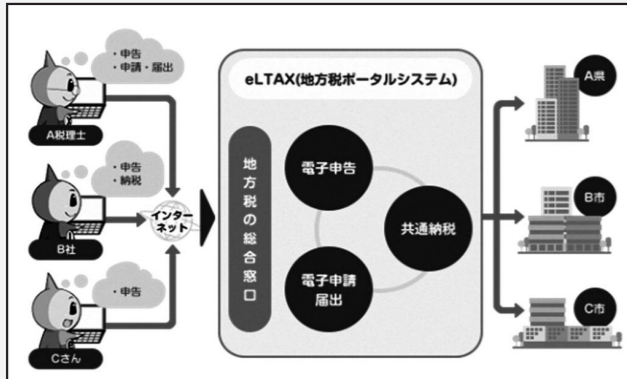 ・申告
・申請・届出
A税理士
・申告
・納税
B社
・申告
Cさん
インター
ネット
eLTAX(地方税ポータルシステム)
地方税の総合窓口
電子申告
共通納税
電子申請
届出
A県
B市
C市